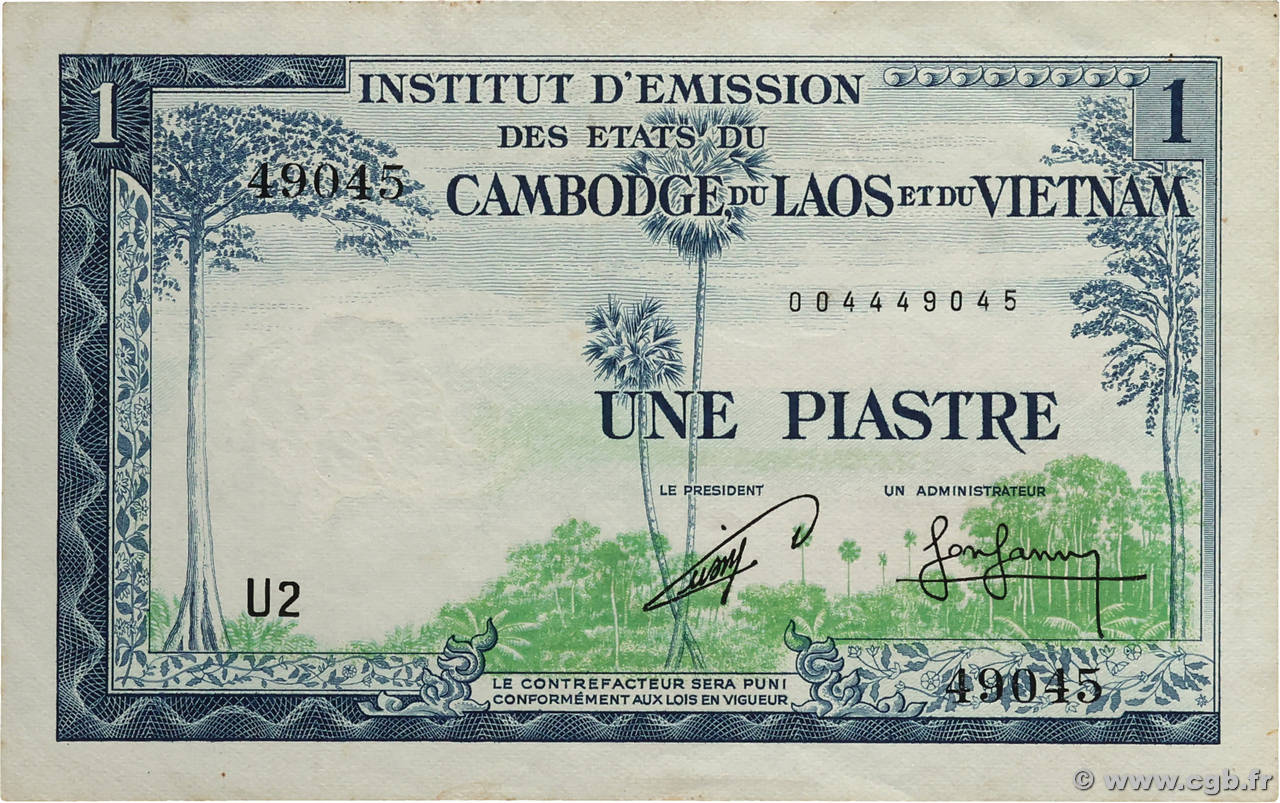 1
INSTITUT D'EMISSION
1
DES ETATS DU
49045
CAMBODGE, DU LAOS ET DU VIETNAM
004449045
UNE PIASTRE
LE PRESIDENT
UN ADMINISTRATEUR
U2
49045
LE CONTREFACTEUR SERA PUNI
CONFORMÉMENT AUX LOIS EN VIGUEUR
© www.cgb.fr